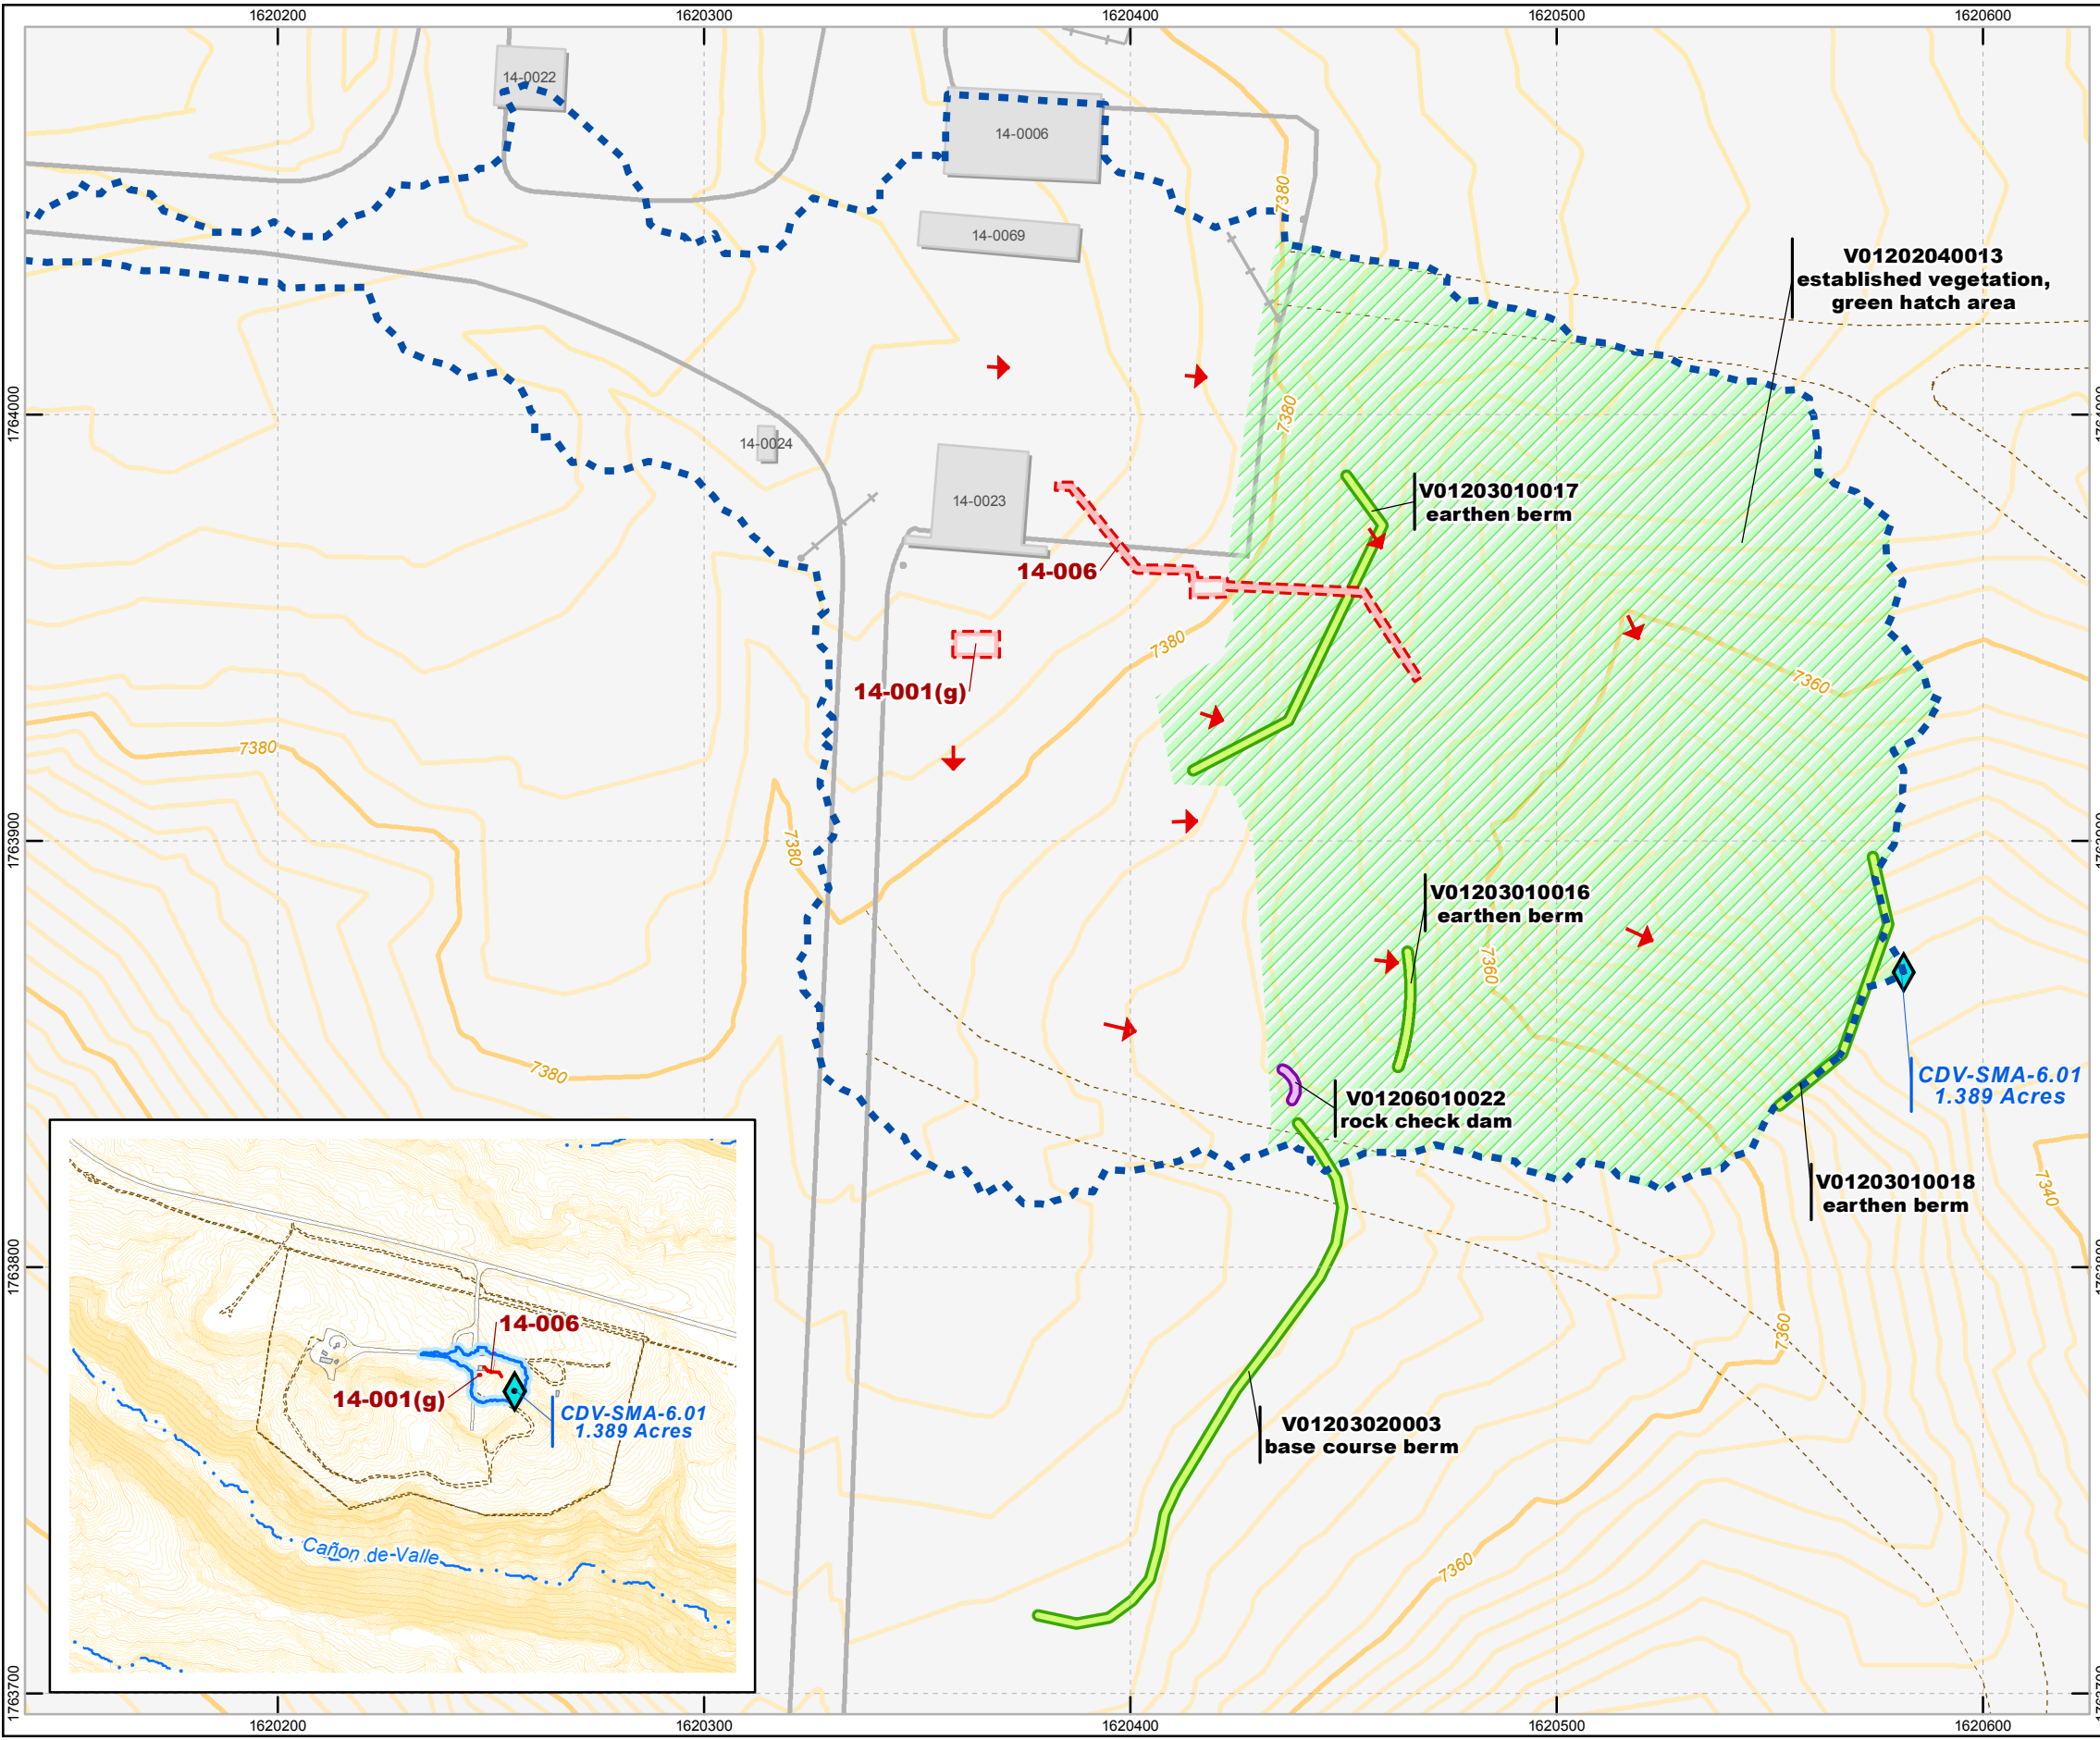 1620200
1620300
1620400
1620500
1620600
14-0022
14-0006
14-0069
7380
V01202040013
established vegetation,
green hatch area
1764000
7380
14-0024
14-0023
V01203010017
earthen berm
14-006
7380
14-001(g)
7360
7380
1763900
7380
V01203010016
earthen berm
7360
7380
CDV-SMA-6.01
1.389 Acres
V01206010022
rock check dam
V01203010018
earthen berm
7340
1763800
7360
14-006
14-001(g)
CDV-SMA-6.01
1.389 Acres
V01203020003
base course berm
Cañon de Valle
7360
1763700
1620200
1620300
1620400
1620500
1620600